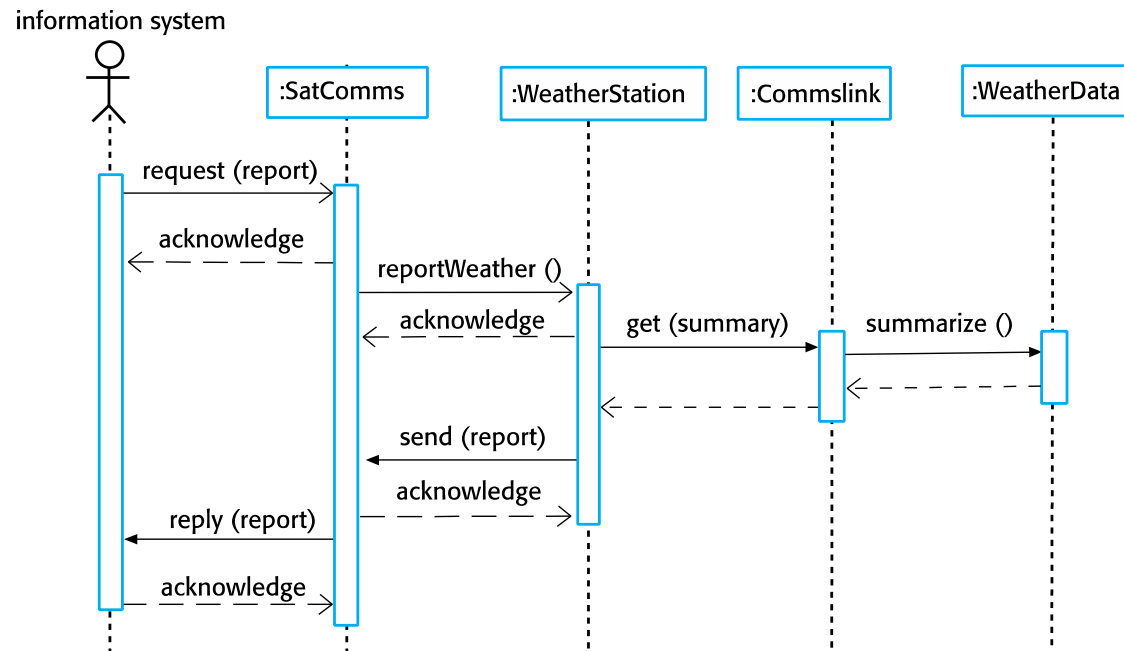 information system
:SatComms
:WeatherStation
:Commslink
:WeatherData
request (report)
acknowledge
reportWeather ()
acknowledge
get (summary)
summarize ()
send (report)
acknowledge
reply (report)
acknowledge